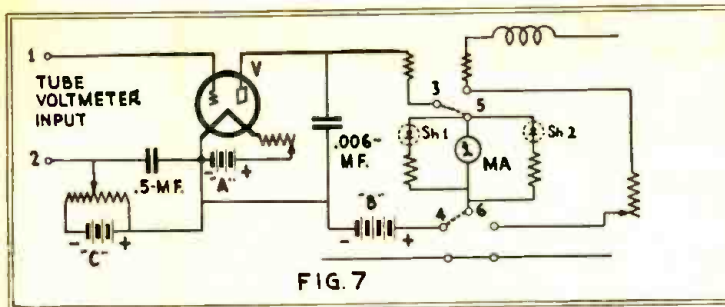 1
TUBE
VOLTMETER
INPUT
2
V
.5-MF.
- "A" +
- "C" +
.006-
MF.
- "B" +
3
5
Sh 1
MA
Sh 2
4
6
FIG. 7